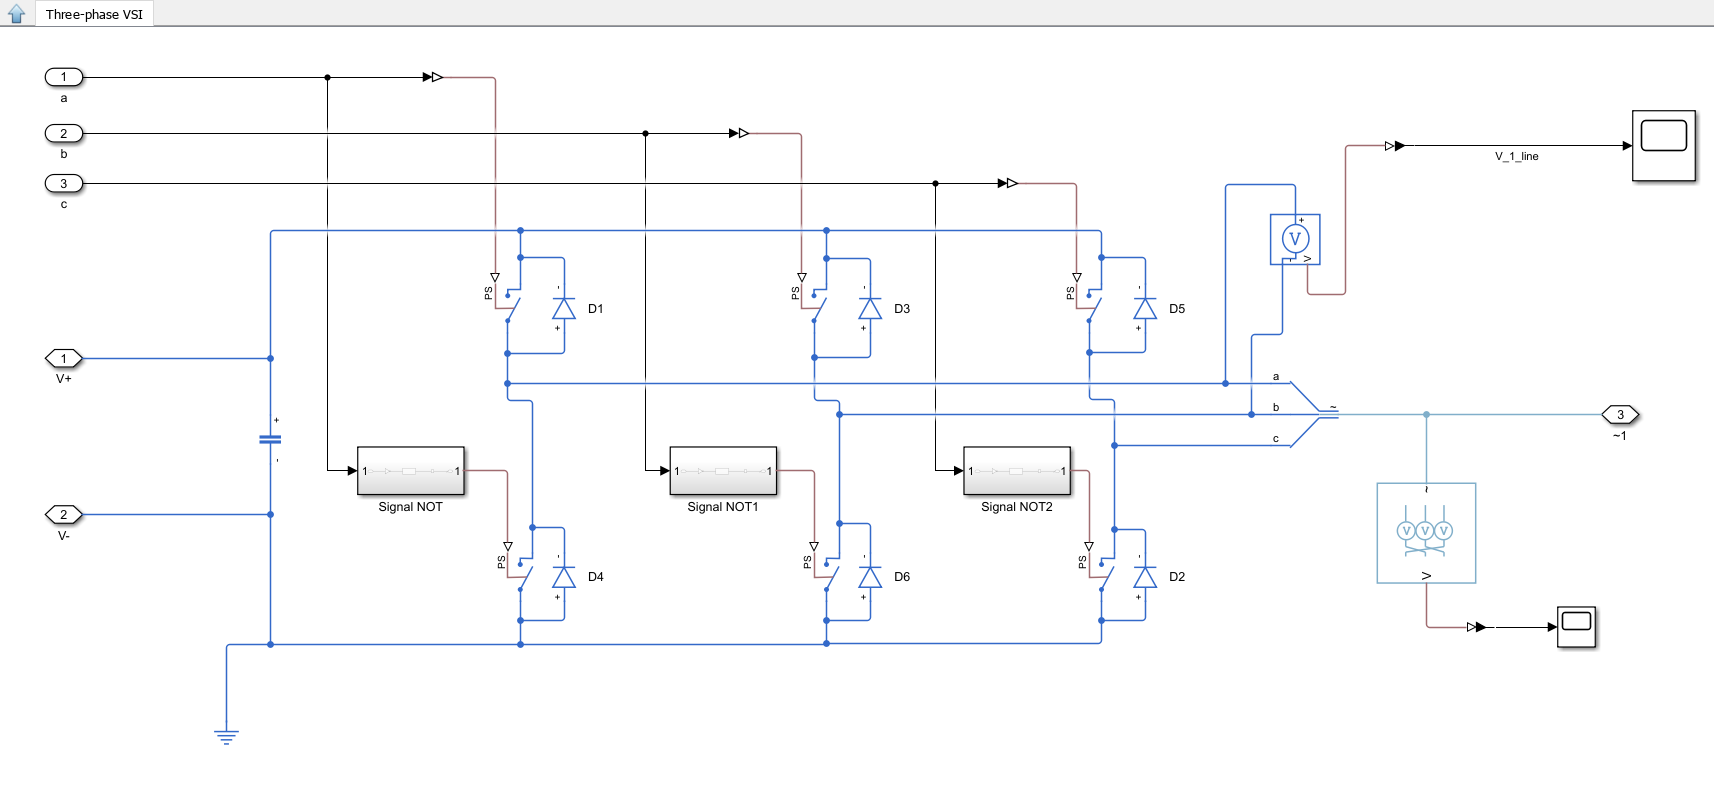 Three-phase VSI
1
a
2
b
3
c
V_1_line
+
V
-
V
PS
-
+
D1
PS
-
+
D3
PS
-
+
D5
1
V+
a
b
c
~
3
~1
+
-
1
1
Signal NOT
1
1
Signal NOT1
1
1
Signal NOT2
2
V-
~
V
V
V
V
PS
-
+
D4
PS
-
+
D6
PS
-
+
D2